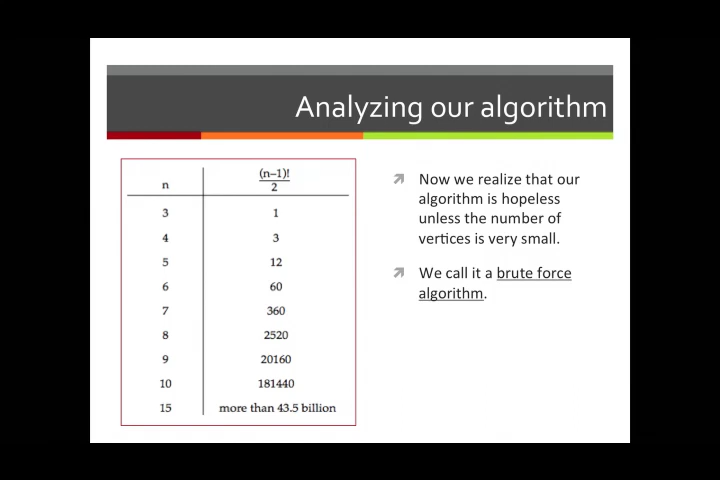 Analyzing our algorithm
n (n–1)!
2
3 1
4 3
5 12
6 60
7 360
8 2520
9 20160
10 181440
15 more than 43.5 billion
Now we realize that our
algorithm is hopeless
unless the number of
vertices is very small.
We call it a brute force
algorithm.